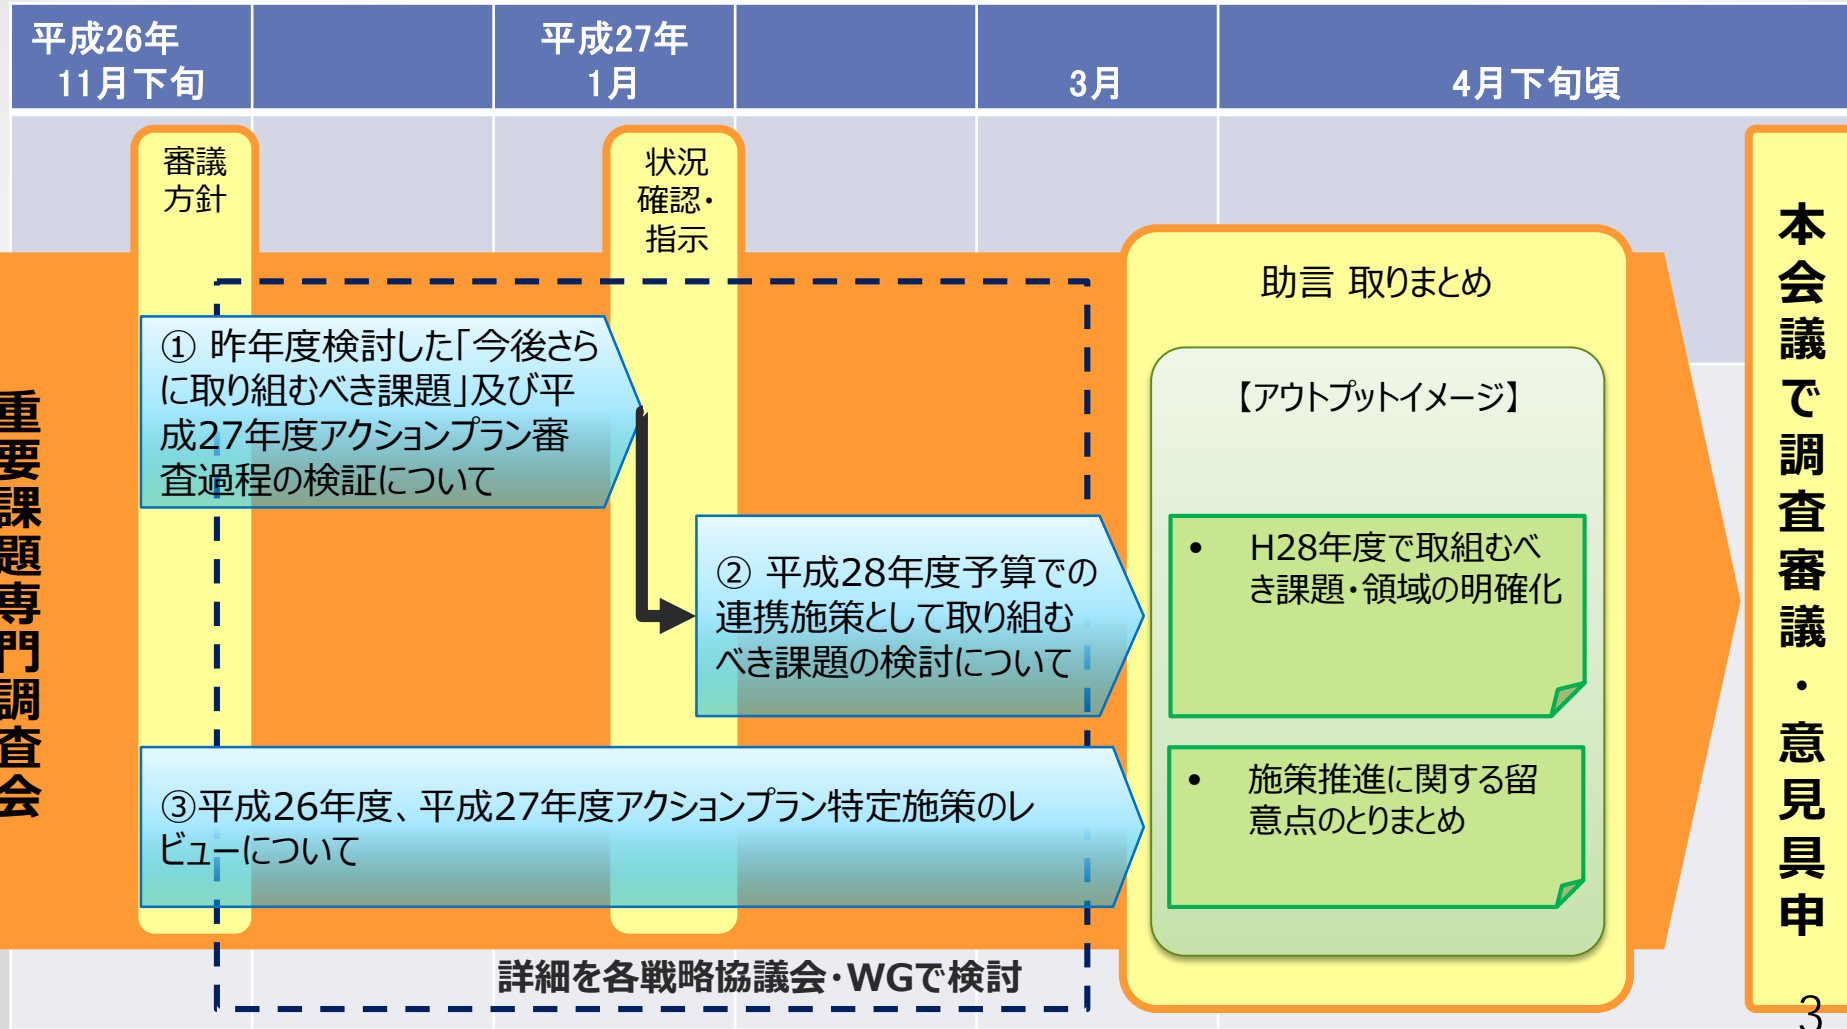 平成26年
11月下旬
平成27年
1月
3月
4月下旬頃
審議
方針
状況
確認・
指示
重要課題専門調査会
① 昨年度検討した「今後さら
に取り組むべき課題」及び平
成27年度アクションプラン審
査過程の検証について
② 平成28年度予算での
連携施策として取り組む
べき課題の検討について
③平成26年度、平成27年度アクションプラン特定施策のレ
ビューについて
詳細を各戦略協議会・WGで検討
助言 取りまとめ
【アウトプットイメージ】
• H28年度で取組むべ
き課題・領域の明確化
• 施策推進に関する留
意点のとりまとめ
本会議で調査審議・意見具申
3